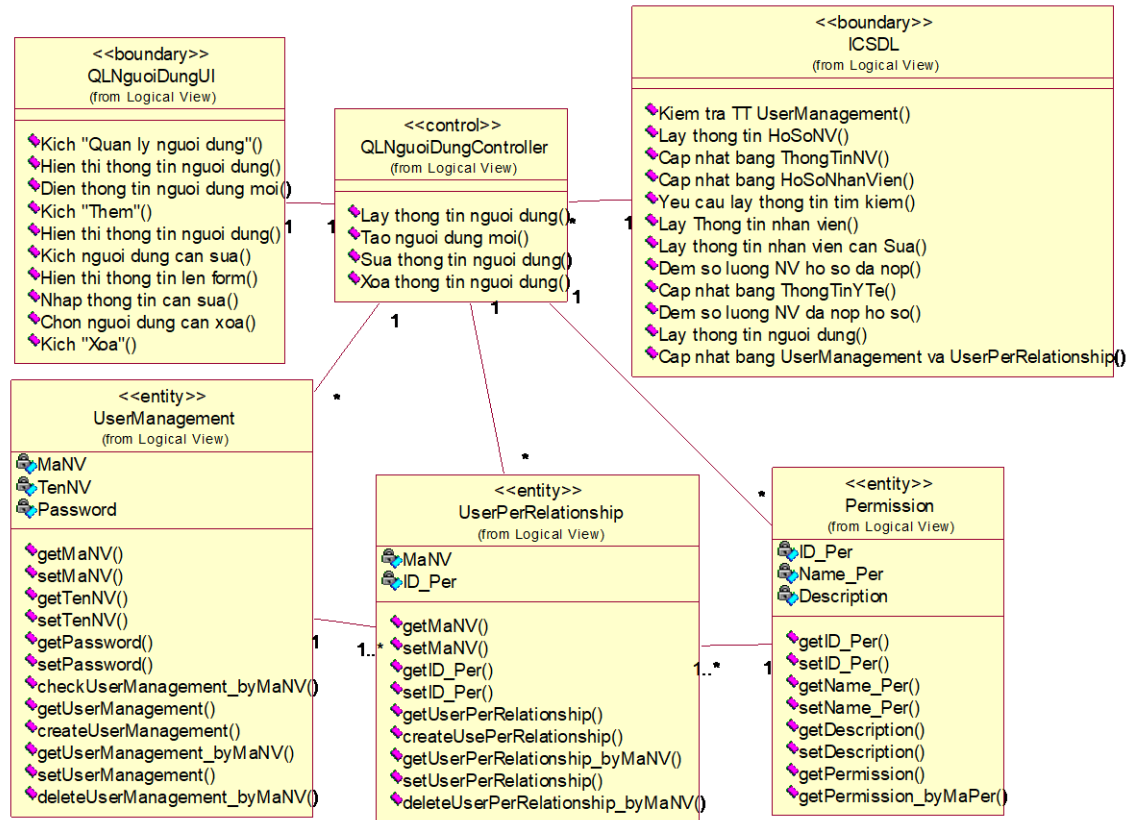 <<boundary>>
QLNguoiDungUI
(from Logical View)
Kich "Quan ly nguoi dung"()
Hien thi thong tin nguoi dung()
Dien thong tin nguoi dung moi()
Kich "Them"()
Hien thi thong tin nguoi dung()
Kich nguoi dung can sua()
Hien thi thong tin len form()
Nhap thong tin can sua()
Chon nguoi dung can xoa()
Kich "Xoa"()
1
1
<<control>>
QLNguoiDungController
(from Logical View)
Lay thong tin nguoi dung()
Tao nguoi dung moi()
Sua thong tin nguoi dung()
Xoa thong tin nguoi dung()
*
1
<<boundary>>
ICSDL
(from Logical View)
Kiem tra TT UserManagement()
Lay thong tin HoSoNV()
Cap nhat bang ThongTinNV()
Cap nhat bang HoSoNhanVien()
Yeu cau lay thong tin tim kiem()
Lay Thong tin nhan vien()
Lay thong tin nhan vien can Sua()
Dem so luong NV ho so da nop()
Cap nhat bang ThongTinYTe()
Dem so luong NV da nop ho so()
Lay thong tin nguoi dung()
Cap nhat bang UserManagement va UserPerRelationship()
1
1
1
*
*
*
<<entity>>
UserManagement
(from Logical View)
MaNV
TenNV
Password
getMaNV()
setMaNV()
getTenNV()
setTenNV()
getPassword()
setPassword()
checkUserManagement_byMaNV()
getUserManagement()
createUserManagement()
getUserManagement_byMaNV()
setUserManagement()
deleteUserManagement_byMaNV()
1
1..*
<<entity>>
UserPerRelationship
(from Logical View)
MaNV
ID_Per
getMaNV()
setMaNV()
getID_Per()
setID_Per()
getUserPerRelationship()
createUsePerRelationship()
getUserPerRelationship_byMaNV()
setUserPerRelationship()
deleteUserPerRelationship_byMaNV()
1..*
1
<<entity>>
Permission
(from Logical View)
ID_Per
Name_Per
Description
getID_Per()
setID_Per()
getName_Per()
setName_Per()
getDescription()
setDescription()
getPermission()
getPermission_byMaPer()